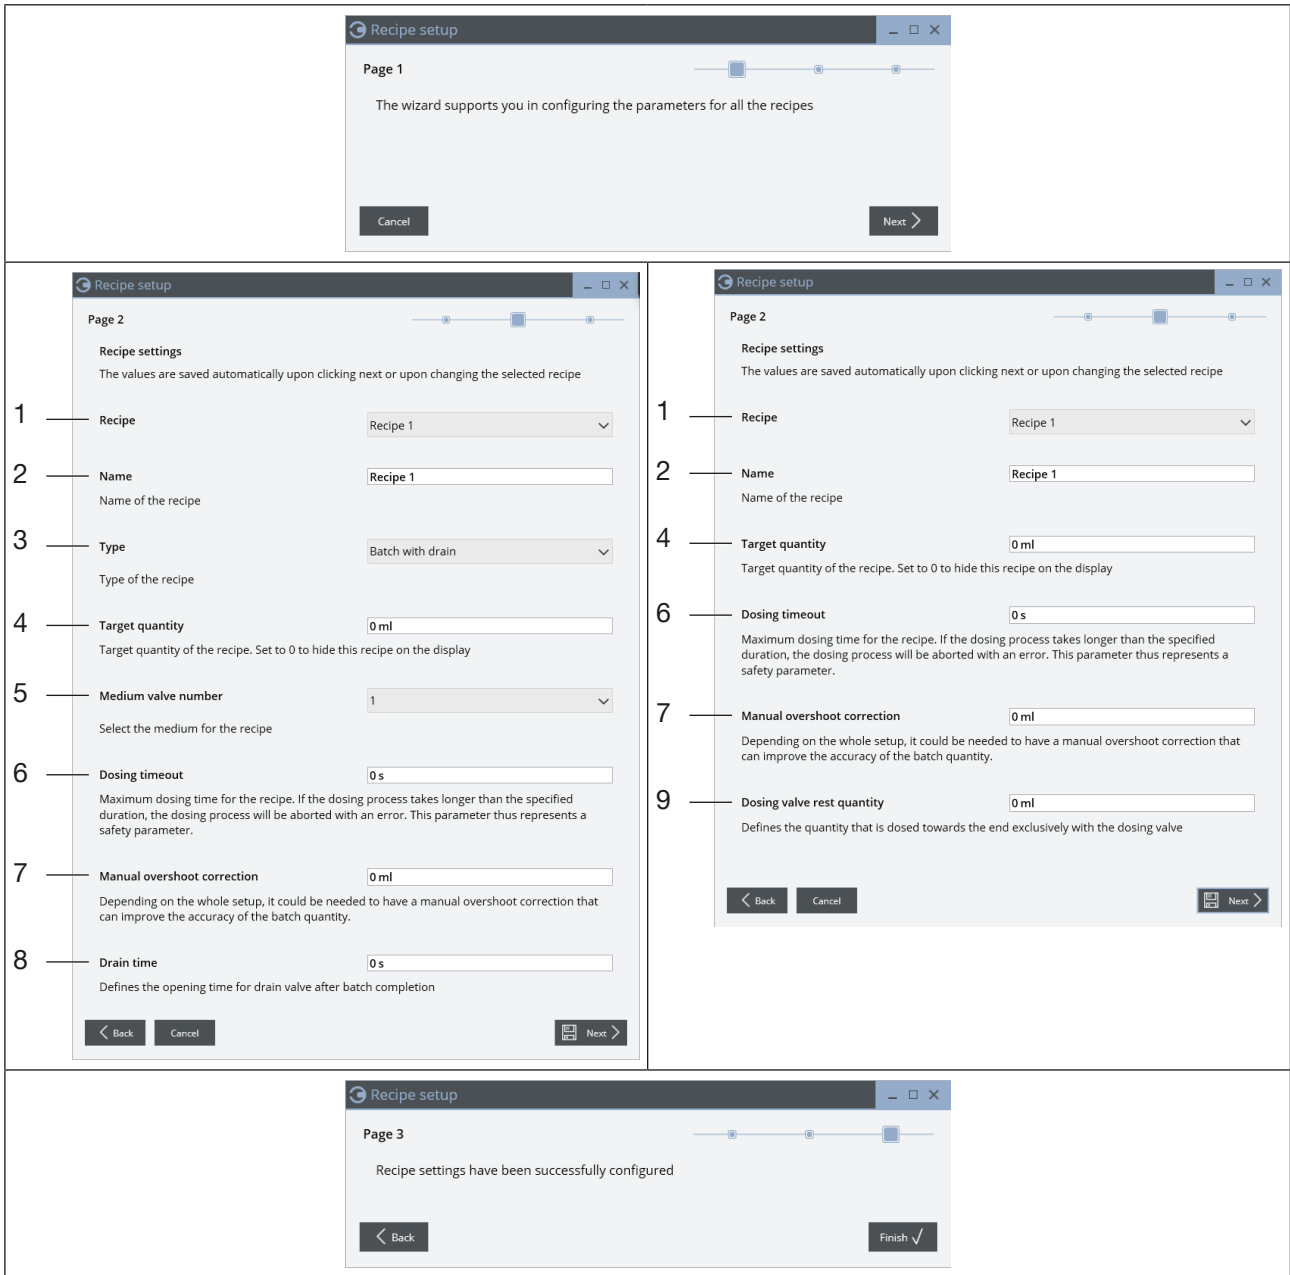 Recipe setup
Page 1
The wizard supports you in configuring the parameters for all the recipes
Cancel
Next
Recipe setup
Page 2
Recipe settings
The values are saved automatically upon clicking next or upon changing the selected recipe
1 Recipe Recipe 1
2 Name Recipe 1
Name of the recipe
3 Type Batch with drain
Type of the recipe
4 Target quantity 0 ml
Target quantity of the recipe. Set to 0 to hide this recipe on the display
5 Medium valve number 1
Select the medium for the recipe
6 Dosing timeout 0 s
Maximum dosing time for the recipe. If the dosing process takes longer than the specified
duration, the dosing process will be aborted with an error. This parameter thus represents a
safety parameter.
7 Manual overshoot correction 0 ml
Depending on the whole setup, it could be needed to have a manual overshoot correction that
can improve the accuracy of the batch quantity.
8 Drain time 0 s
Defines the opening time for drain valve after batch completion
Back Cancel Next
Recipe setup
Page 2
Recipe settings
The values are saved automatically upon clicking next or upon changing the selected recipe
1 Recipe Recipe 1
2 Name Recipe 1
Name of the recipe
4 Target quantity 0 ml
Target quantity of the recipe. Set to 0 to hide this recipe on the display
6 Dosing timeout 0 s
Maximum dosing time for the recipe. If the dosing process takes longer than the specified
duration, the dosing process will be aborted with an error. This parameter thus represents a
safety parameter.
7 Manual overshoot correction 0 ml
Depending on the whole setup, it could be needed to have a manual overshoot correction that
can improve the accuracy of the batch quantity.
9 Dosing valve rest quantity 0 ml
Defines the quantity that is dosed towards the end exclusively with the dosing valve
Back Cancel Next
Recipe setup
Page 3
Recipe settings have been successfully configured
Back
Finish